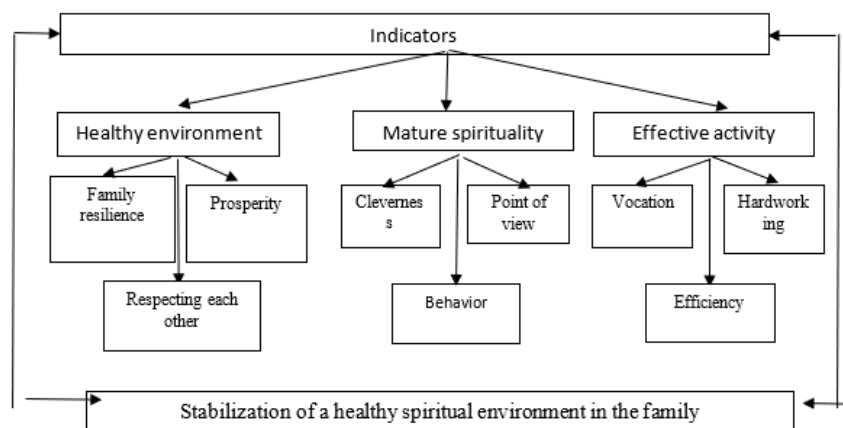 Indicators
Healthy environment
Mature spirituality
Effective activity
Family
resilience
Prosperity
Clevernes
s
Point of
view
Vocation
Hardwork
ing
Respecting each
other
Behavior
Efficiency
Stabilization of a healthy spiritual environment in the family